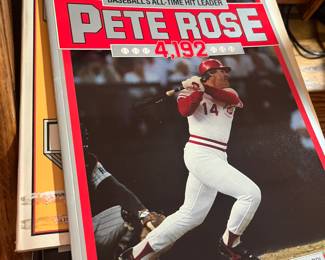 BASEBALL'S ALL-TIME HIT LEADER
PETE ROSE
4,192
14